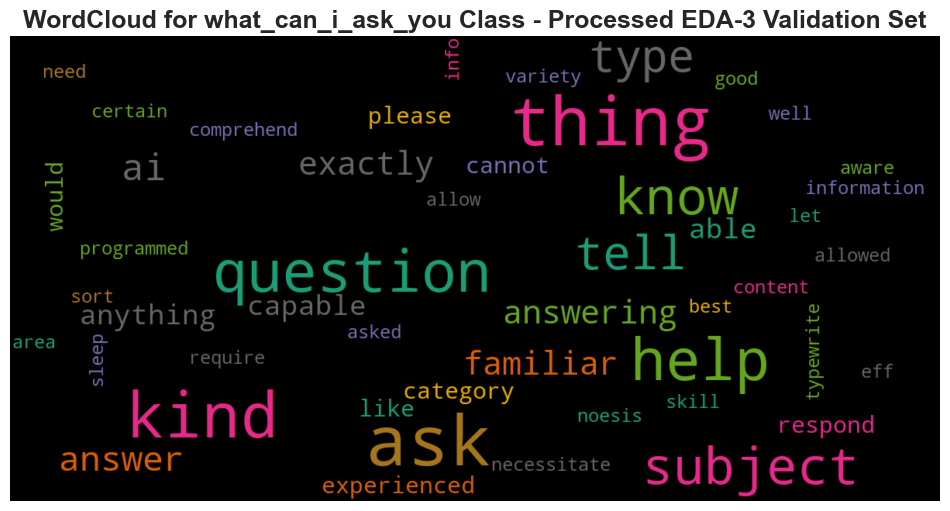 WordCloud for what_can_i_ask_you Class - Processed EDA-3 Validation Set
need
info
type
variety
good
certain
please
thing
well
comprehend
ai
exactly
cannot
aware
would
allow
know
information
let
able
programmed
tell
allowed
question
sort
anything
capable
content
best
answering
area
sleep
asked
require
familiar
help
typewrite
eff
category
kind
like
ask
noesis
skill
respond
answer
necessitate
subject
experienced